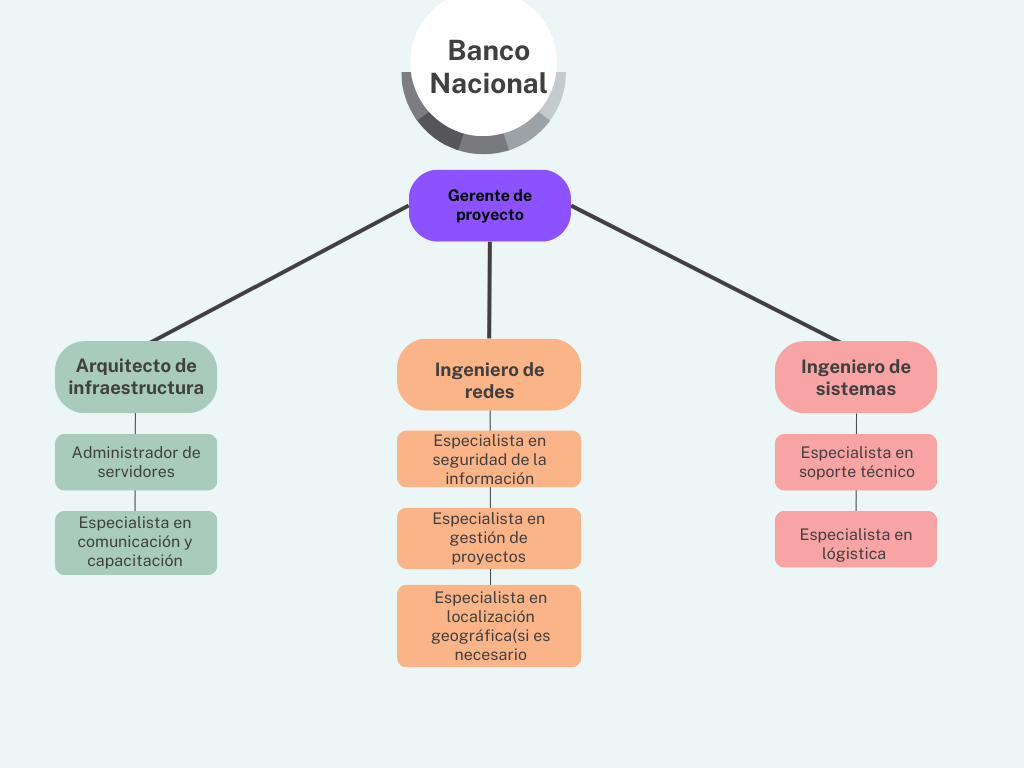 Banco
Nacional
Gerente de
proyecto
Arquitecto de
infraestructura
Administrador de
servidores
Especialista en
comunicación y
capacitación
Ingeniero de
redes
Especialista en
seguridad de la
información
Especialista en
gestión de
proyectos
Especialista en
localización
geográfica(si es
necesario
Ingeniero de
sistemas
Especialista en
soporte técnico
Especialista en
lógistica